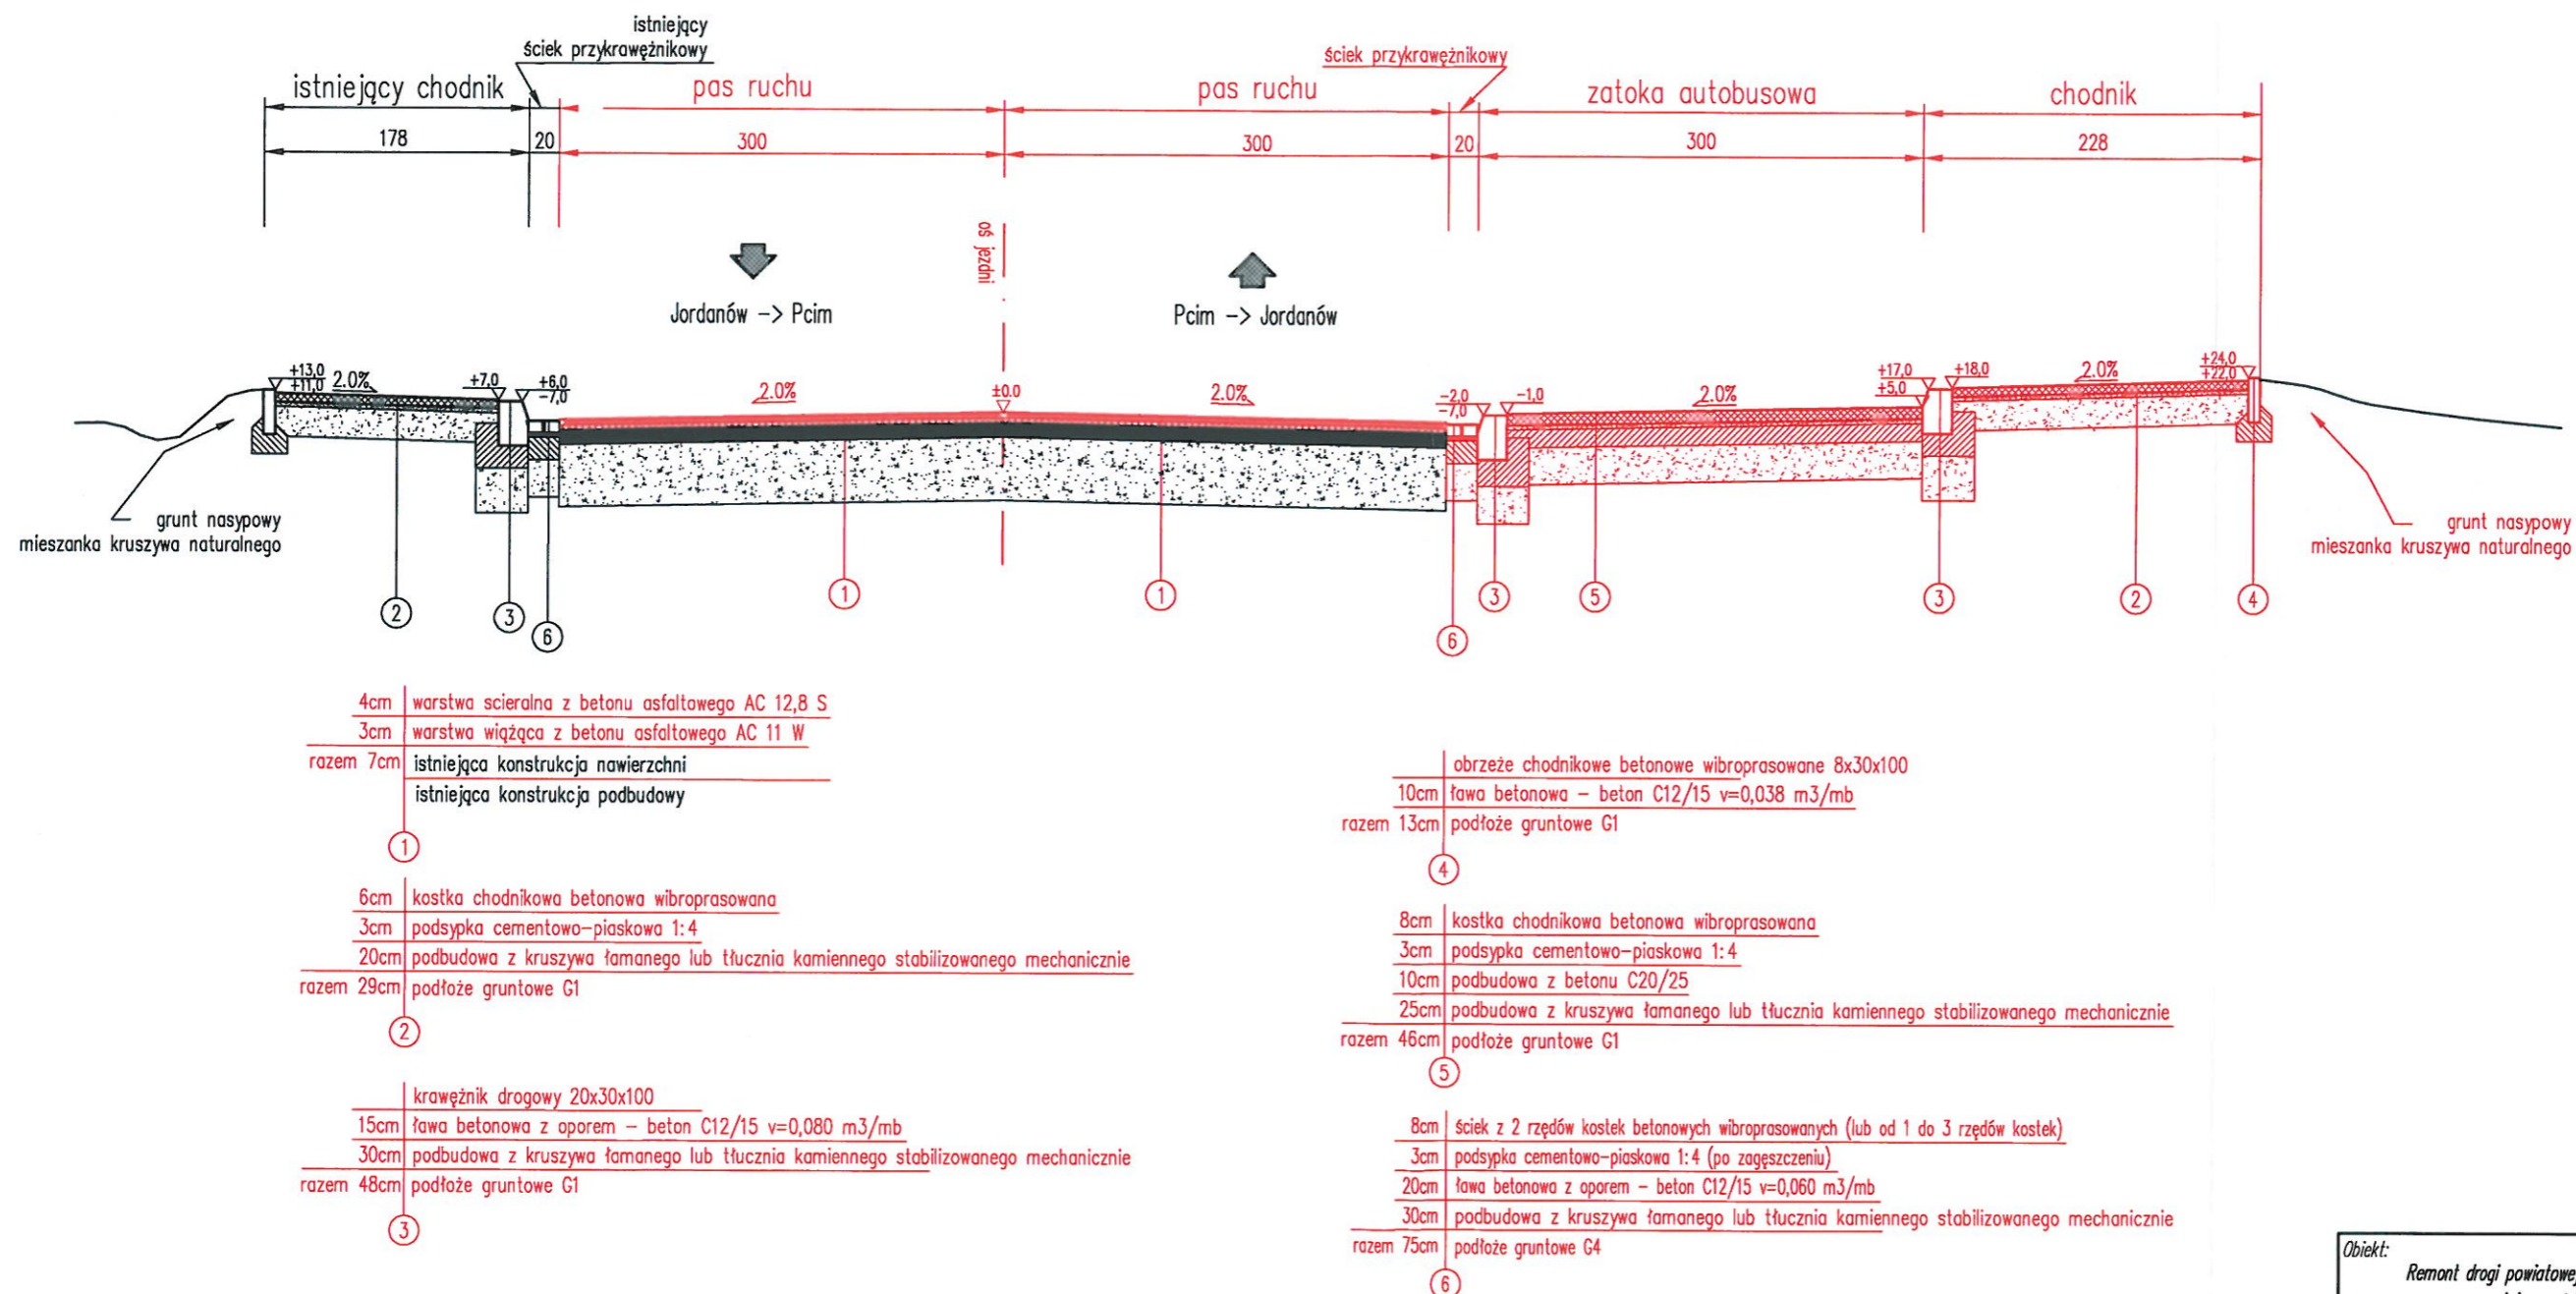 istniejący
ściek przykrawężnikowy
ściek przykrawężnikowy
istniejący chodnik
pas ruchu
pas ruchu
zatoka autobusowa
chodnik
178
20
300
300
20
300
228
oś jezdni
Jordanów -> Pcim
Pcim -> Jordanów
+13,0
+11,0
2.0%
+7,0
+6,0
-7,0
2.0%
±0.0
2.0%
-2,0
-7,0
-1,0
2.0%
+17,0
+5,0
+18,0
2.0%
+24,0
+22,0
grunt nasypowy
mieszanka kruszywa naturalnego
grunt nasypowy
mieszanka kruszywa naturalnego
2
3
6
1
1
6
3
5
3
2
4
4cm warstwa scieralna z betonu asfaltowego AC 12,8 S
3cm warstwa wiążąca z betonu asfaltowego AC 11 W
razem 7cm istniejąca konstrukcja nawierzchni
istniejąca konstrukcja podbudowy
1
6cm kostka chodnikowa betonowa wibroprasowana
3cm podsypka cementowo-piaskowa 1:4
20cm podbudowa z kruszywa łamanego lub tłucznia kamiennego stabilizowanego mechanicznie
razem 29cm podłoże gruntowe G1
2
krawężnik drogowy 20x30x100
15cm ława betonowa z oporem – beton C12/15 v=0,080 m3/mb
30cm podbudowa z kruszywa łamanego lub tłucznia kamiennego stabilizowanego mechanicznie
razem 48cm podłoże gruntowe G1
3
obrzeże chodnikowe betonowe wibroprasowane 8x30x100
10cm ława betonowa – beton C12/15 v=0,038 m3/mb
razem 13cm podłoże gruntowe G1
4
8cm kostka chodnikowa betonowa wibroprasowana
3cm podsypka cementowo-piaskowa 1:4
10cm podbudowa z betonu C20/25
25cm podbudowa z kruszywa łamanego lub tłucznia kamiennego stabilizowanego mechanicznie
razem 46cm podłoże gruntowe G1
5
8cm ściek z 2 rzędów kostek betonowych wibroprasowanych (lub od 1 do 3 rzędów kostek)
3cm podsypka cementowo-piaskowa 1:4 (po zagęszczeniu)
20cm ława betonowa z oporem – beton C12/15 v=0,060 m3/mb
30cm podbudowa z kruszywa łamanego lub tłucznia kamiennego stabilizowanego mechanicznie
razem 75cm podłoże gruntowe G4
6
Obiekt:
Remont drogi powiatowej